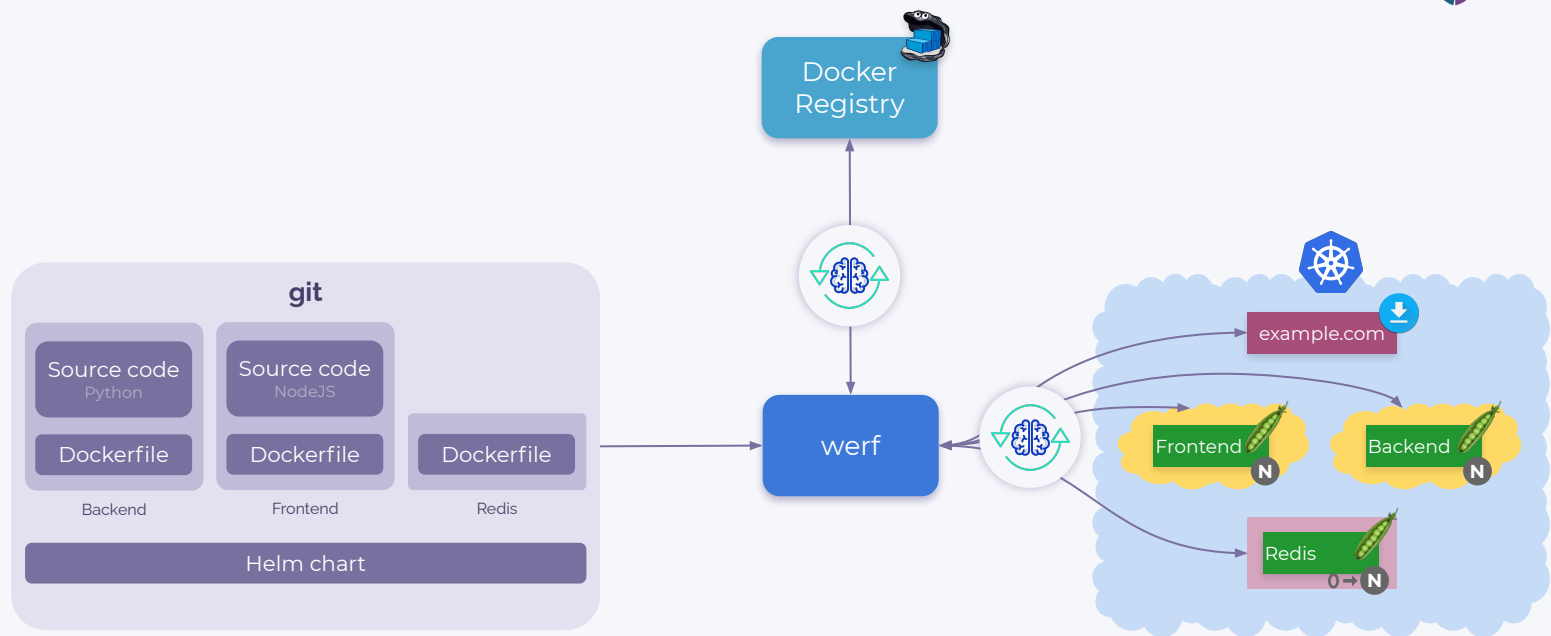 Docker
Registry
git
Source code
Python
Dockerfile
Backend
Source code
NodeJS
Dockerfile
Frontend
Dockerfile
Redis
Helm chart
werf
example.com
Frontend
N
Backend
N
Redis
0
N